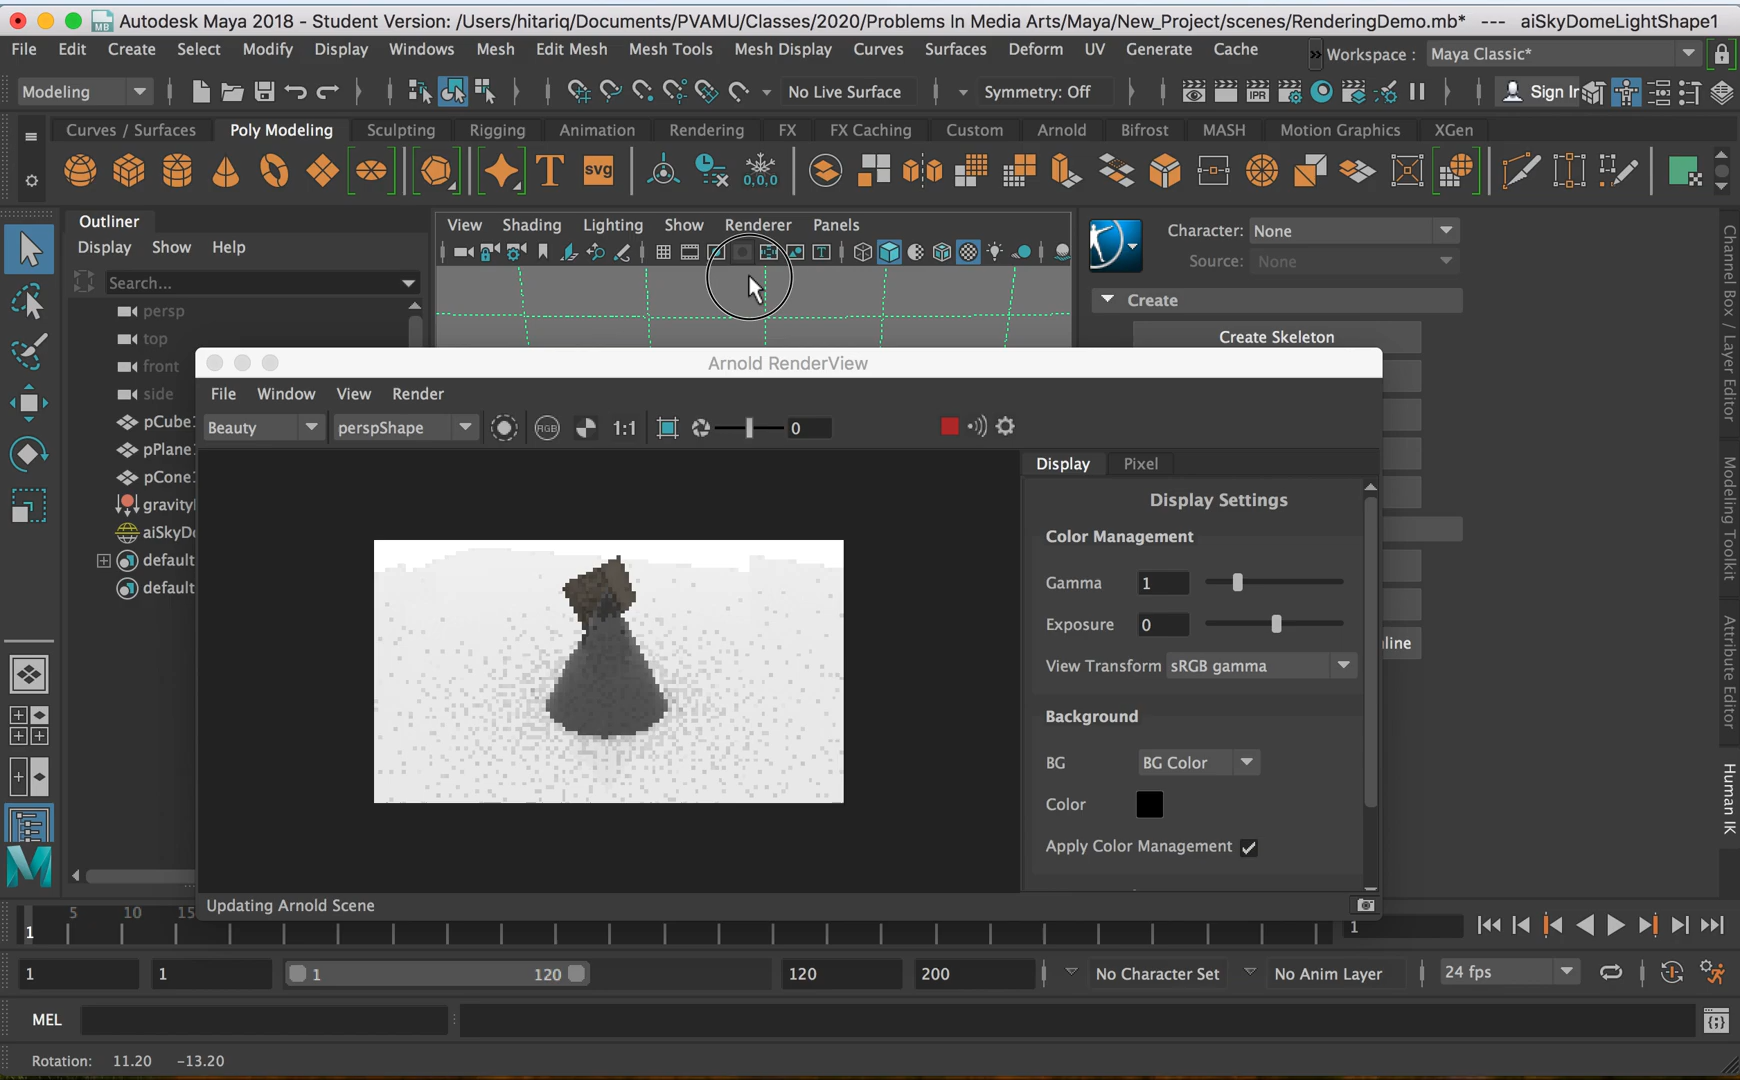 Autodesk Maya 2018 - Student Version: /Users/hitariq/Documents/PVAMU/Classes/2020/Problems In Media Arts/Maya/New_Project/scenes/RenderingDemo.mb* --- aiSkyDomeLightShape1
File Edit Create Select Modify Display Windows Mesh Edit Mesh Mesh Tools Mesh Display Curves Surfaces Deform UV Generate Cache
Workspace : Maya Classic*
Modeling No Live Surface Symmetry: Off IPR Sign In
Curves / Surfaces Poly Modeling Sculpting Rigging Animation Rendering FX FX Caching Custom Arnold Bifrost MASH Motion Graphics XGen
T svg 0,0,0
Outliner
Display Show Help
Search...
persp
top
front
side
pCube1
pPlane
pCone1
gravity
aiSkyDo
default
default
View Shading Lighting Show Renderer Panels
Character: None
Source: None
Create
Create Skeleton
line
Channel Box / Layer Editor
Modeling Toolkit
Attribute Editor
Human IK
Arnold RenderView
File Window View Render
Beauty perspShape RGB 1:1 0
Display Pixel
Display Settings
Color Management
Gamma 1
Exposure 0
View Transform sRGB gamma
Background
BG BG Color
Color
Apply Color Management
Updating Arnold Scene
5 10 15
1 1
1 1 1 120 120 200 No Character Set No Anim Layer 24 fps
MEL
Rotation: 11.20 -13.20